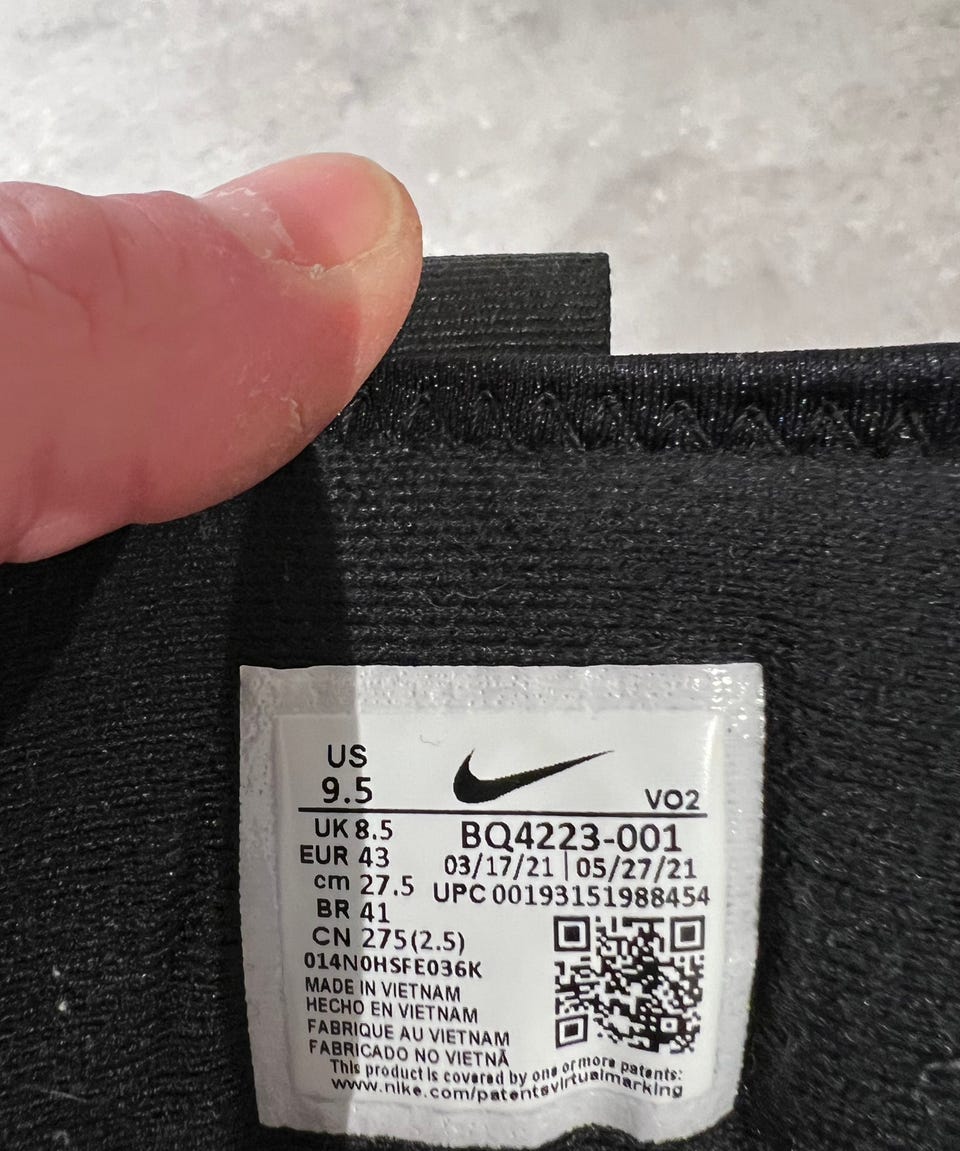 US
9.5
VO2
UK 8.5
BQ4223-001
EUR 43
03/17/21 | 05/27/21
cm 27.5
UPC 00193151988454
BR 41
CN 275(2.5)
014N0HSFE036K
MADE IN VIETNAM
HECHO EN VIETNAM
FABRIQUE AU VIETNAM
FABRICADO NO VIETNÃ
This product is covered by one or more patents:
www.nike.com/patentsvirtualmarking